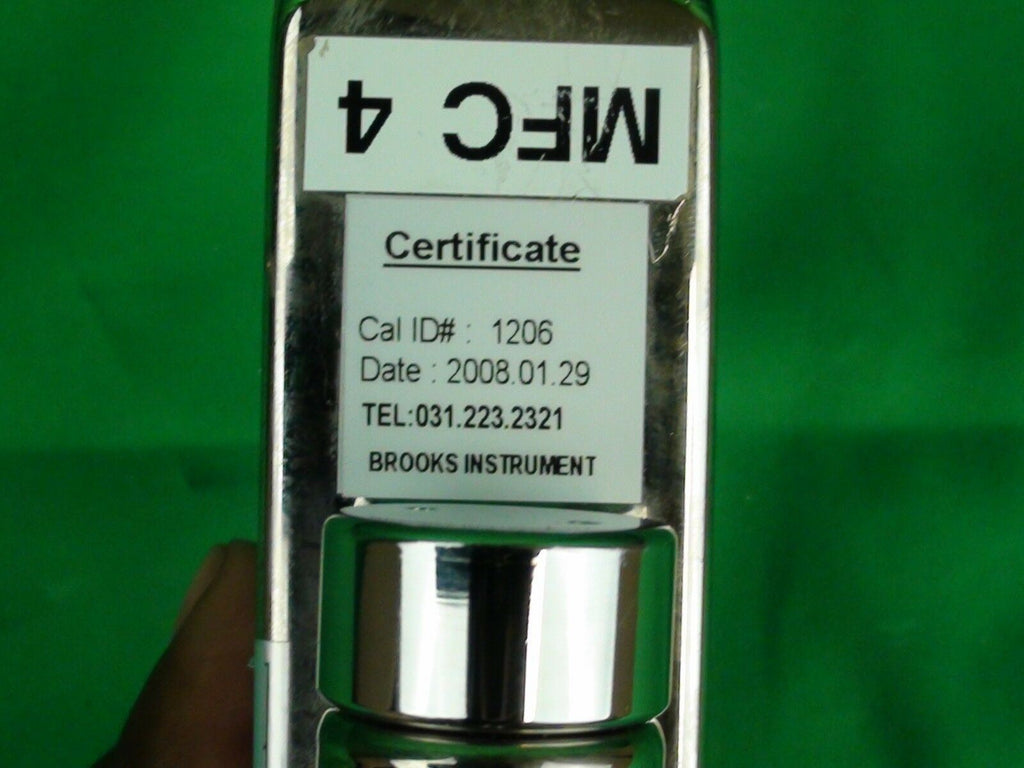 MFC 4
Certificate
Cal ID# : 1206
Date : 2008.01.29
TEL:031.223.2321
BROOKS INSTRUMENT